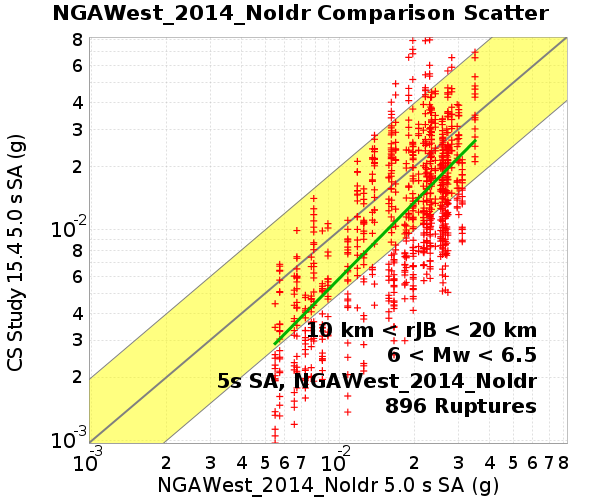 NGAWest_2014_NoIdr Comparison Scatter
CS Study 15.4 5.0 s SA (g)
8
6
4
3
2
10-2
8
6
4
3
2
10-3
10 km < rJB < 20 km
6 < Mw < 6.5
5s SA, NGAWest_2014_NoIdr
896 Ruptures
10-3 2 3 4 5 6 7 8 10-2 2 3 4 5 6 7 8
NGAWest_2014_NoIdr 5.0 s SA (g)